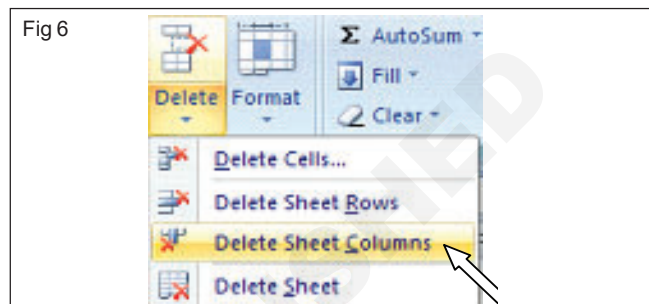 Fig 6
Σ AutoSum
Fill
Delete Format
Clear
Delete Cells...
Delete Sheet Rows
Delete Sheet Columns
Delete Sheet